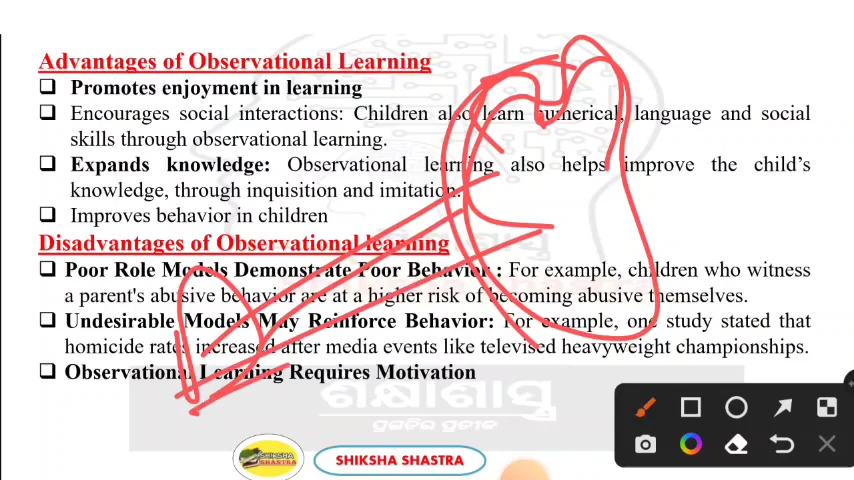 Advantages of Observational Learning
❑ Promotes enjoyment in learning
❑ Encourages social interactions: Children also learn numerical, language and social
skills through observational learning.
❑ Expands knowledge: Observational learning also helps improve the child's
knowledge, through inquisition and imitation.
❑ Improves behavior in children
Disadvantages of Observational learning
❑ Poor Role Models Demonstrate Poor Behavior : For example, children who witness
a parent's abusive behavior are at a higher risk of becoming abusive themselves.
❑ Undesirable Models May Reinforce Behavior: For example, one study stated that
homicide rates increased after media events like televised heavyweight championships.
❑ Observational Learning Requires Motivation
ଶିକ୍ଷାଶାସ୍ତ୍ର
ପ୍ରଗତିର ପ୍ରତୀକ
SHIKSHA
SHASTRA
SHIKSHA SHASTRA